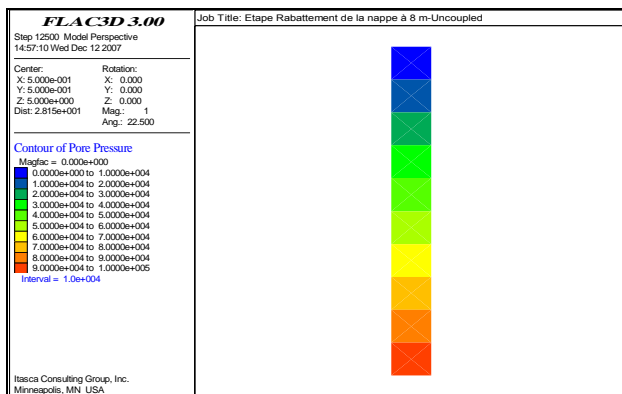 FLAC3D 3.00
Step 12500 Model Perspective
14:57:10 Wed Dec 12 2007
Center:
X: 5.000e-001
Y: 5.000e-001
Z: 5.000e+000
Dist: 2.815e+001
Rotation:
X: 0.000
Y: 0.000
Z: 0.000
Mag.: 1
Ang.: 22.500
Contour of Pore Pressure
Magfac = 0.000e+000
0.0000e+000 to 1.0000e+004
1.0000e+004 to 2.0000e+004
2.0000e+004 to 3.0000e+004
3.0000e+004 to 4.0000e+004
4.0000e+004 to 5.0000e+004
5.0000e+004 to 6.0000e+004
6.0000e+004 to 7.0000e+004
7.0000e+004 to 8.0000e+004
8.0000e+004 to 9.0000e+004
9.0000e+004 to 1.0000e+005
Interval = 1.0e+004
Itasca Consulting Group, Inc.
Minneapolis, MN USA
Job Title: Etape Rabattement de la nappe à 8 m-Uncoupled